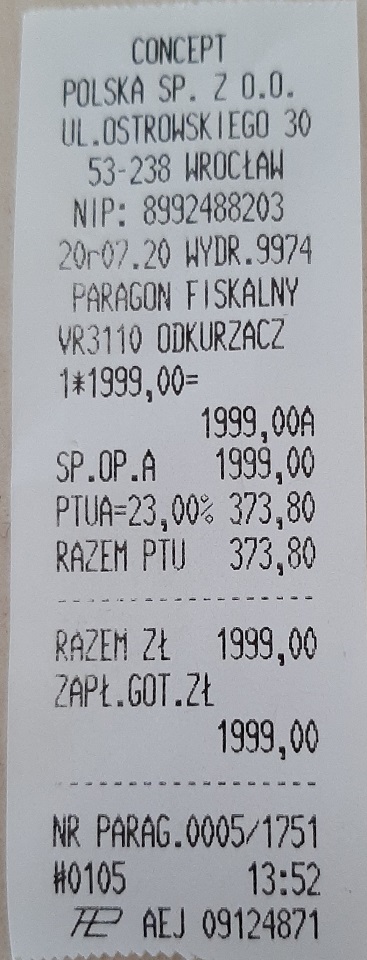 CONCEPT
POLSKA SP. Z O.O.
UL.OSTROWSKIEGO 30
53-238 WROCŁAW
NIP: 8992488203
20r07.20 WYDR.9974
PARAGON FISKALNY
VR3110 ODKURZACZ
1*1999,00=
1999,00A
SP.OP.A 1999,00
PTUA=23,00% 373,80
RAZEM PTU 373,80
RAZEM ZŁ 1999,00
ZAPŁ.GOT.ZŁ
1999,00
NR PARAG.0005/1751
#0105 13:52
AEJ 09124871